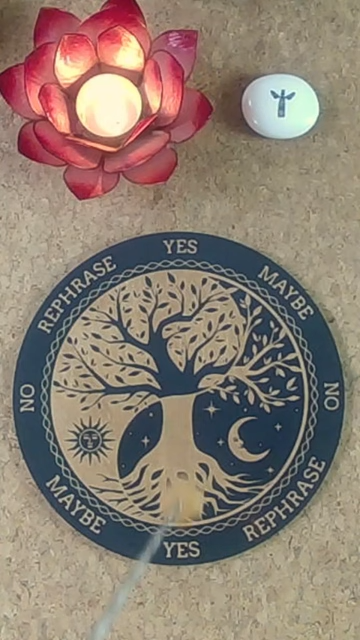 YES
MAYBE
NO
REPHRASE
YES
MAYBE
NO
REPHRASE